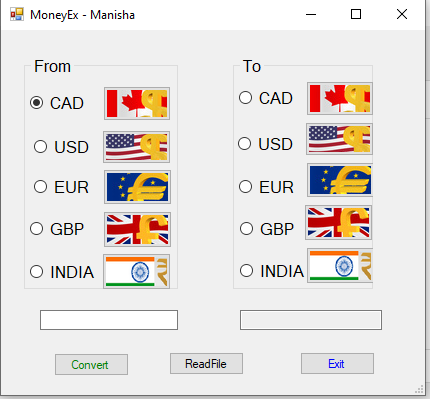 MoneyEx - Manisha
From
CAD
USD
EUR
GBP
INDIA
To
CAD
USD
EUR
GBP
INDIA
Convert
ReadFile
Exit